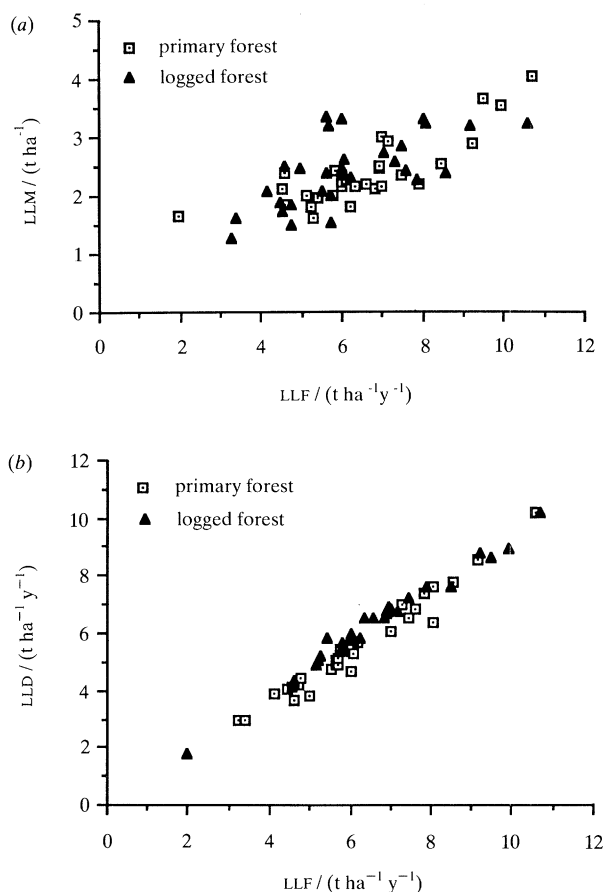 (a)
primary forest
logged forest
5
4
3
2
1
0
LLM / (t ha⁻¹)
0 2 4 6 8 10 12
LLF / (t ha⁻¹y⁻¹)
(b)
primary forest
logged forest
12
10
8
6
4
2
0
LLD / (t ha⁻¹ y⁻¹)
0 2 4 6 8 10 12
LLF / (t ha⁻¹ y⁻¹)